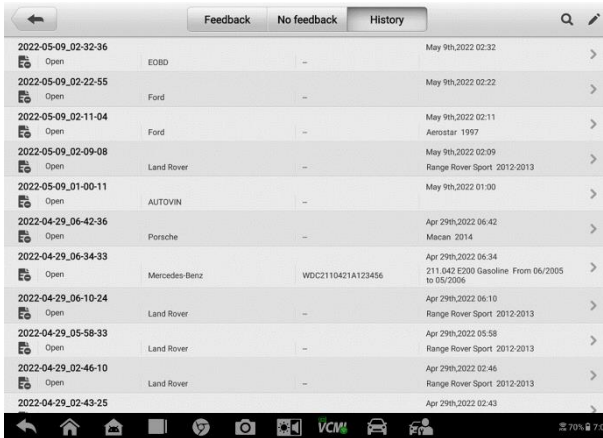 Feedback No feedback History
2022-05-09_02-32-36 May 9th,2022 02:32
Open EOBD --
2022-05-09_02-22-55 May 9th,2022 02:22
Open Ford --
2022-05-09_02-11-04 May 9th,2022 02:11
Open Ford -- Aerostar 1997
2022-05-09_02-09-08 May 9th,2022 02:09
Open Land Rover -- Range Rover Sport 2012-2013
2022-05-09_01-00-11 May 9th,2022 01:00
Open AUTOVIN --
2022-04-29_06-42-36 Apr 29th,2022 06:42
Open Porsche -- Macan 2014
2022-04-29_06-34-33 Apr 29th,2022 06:34
Open Mercedes-Benz WDC2110421A123456 211.042 E200 Gasoline From 06/2005
to 05/2006
2022-04-29_06-10-24 Apr 29th,2022 06:10
Open Land Rover -- Range Rover Sport 2012-2013
2022-04-29_05-58-33 Apr 29th,2022 05:58
Open Land Rover -- Range Rover Sport 2012-2013
2022-04-29_02-46-10 Apr 29th,2022 02:46
Open Land Rover -- Range Rover Sport 2012-2013
2022-04-29_02-43-25 Apr 29th,2022 02:43
VCMI 70%